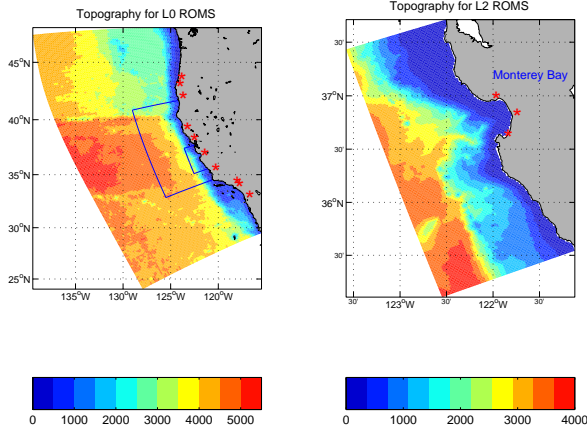 Topography for L0 ROMS
45°N
40°N
35°N
30°N
25°N
135°W
130°W
125°W
120°W
0
1000
2000
3000
4000
5000
Topography for L2 ROMS
Monterey Bay
30'
37°N
30'
36°N
30'
30'
123°W
30'
122°W
30'
0
1000
2000
3000
4000